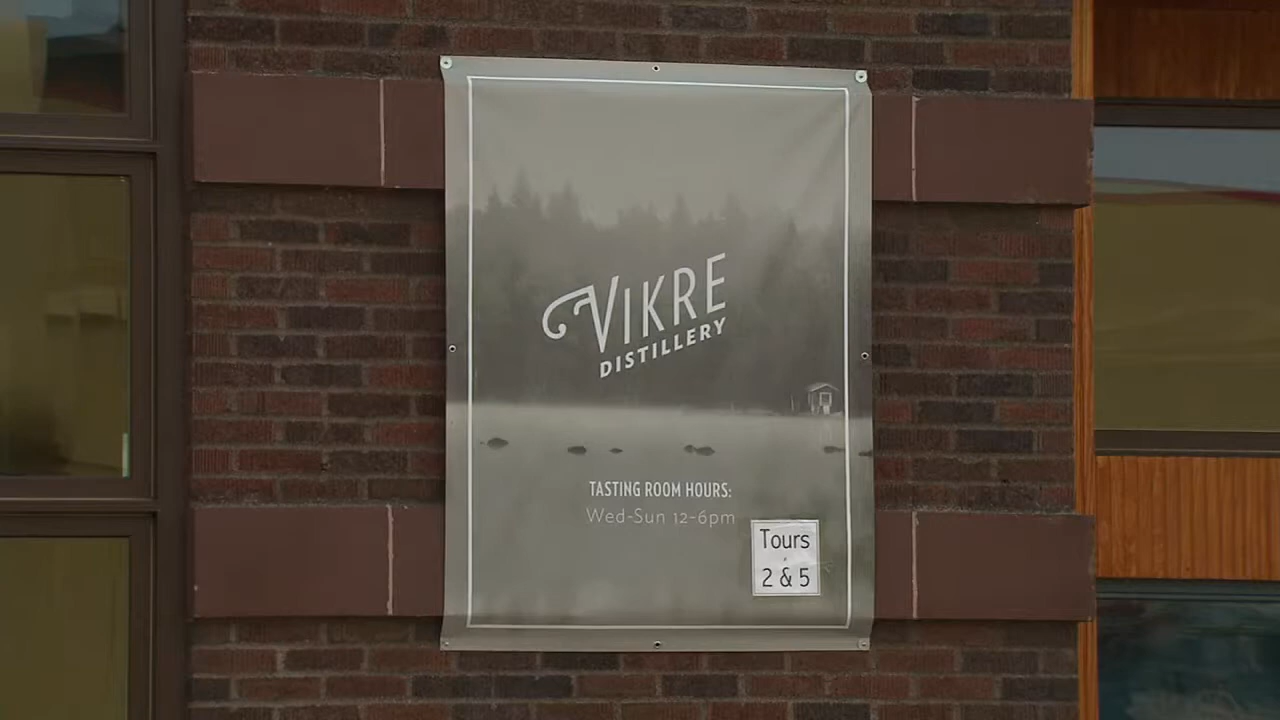 VIKRE
DISTILLERY
TASTING ROOM HOURS:
Wed-Sun 12-6pm
Tours
2 & 5